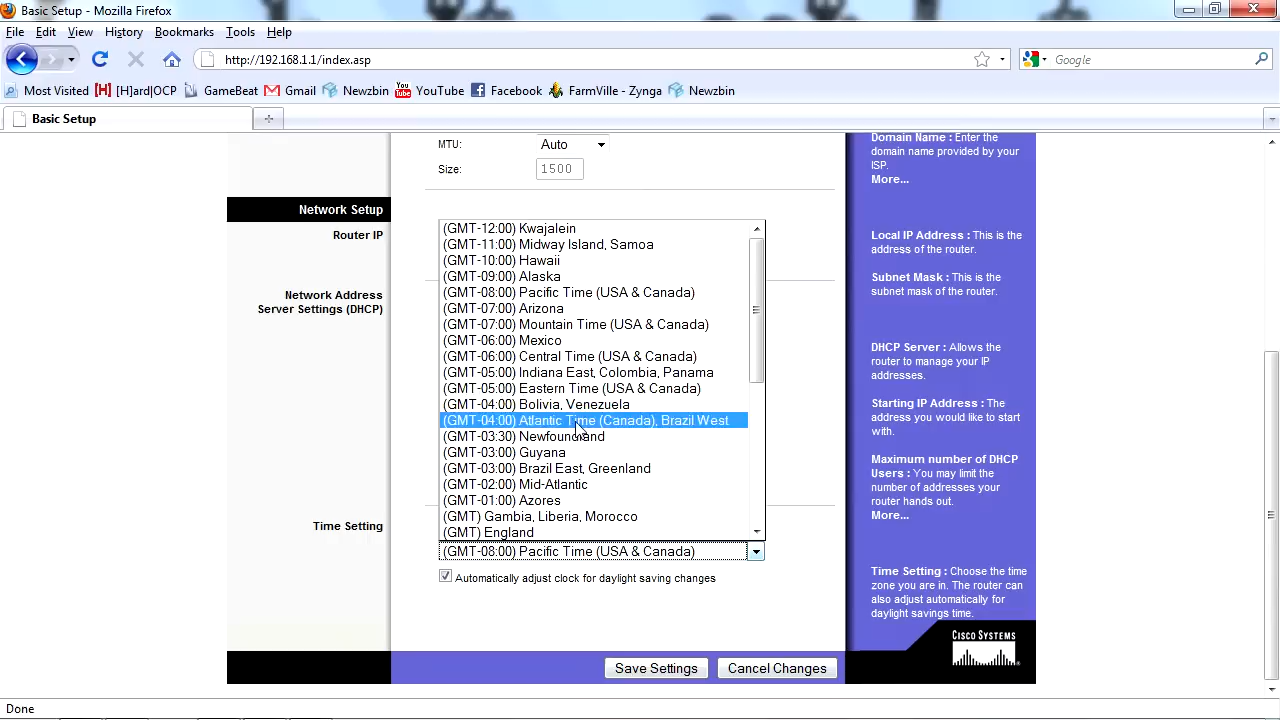 Basic Setup - Mozilla Firefox
File Edit View History Bookmarks Tools Help
http://192.168.1.1/index.asp
Google
Most Visited [H] [H]ard|OCP GameBeat Gmail Newzbin You Tube YouTube Facebook FarmVille - Zynga Newzbin
Basic Setup
MTU: Auto
Size: 1500
Network Setup
Router IP
Network Address
Server Settings (DHCP)
Time Setting
(GMT-12:00) Kwajalein
(GMT-11:00) Midway Island, Samoa
(GMT-10:00) Hawaii
(GMT-09:00) Alaska
(GMT-08:00) Pacific Time (USA & Canada)
(GMT-07:00) Arizona
(GMT-07:00) Mountain Time (USA & Canada)
(GMT-06:00) Mexico
(GMT-06:00) Central Time (USA & Canada)
(GMT-05:00) Indiana East, Colombia, Panama
(GMT-05:00) Eastern Time (USA & Canada)
(GMT-04:00) Bolivia, Venezuela
(GMT-04:00) Atlantic Time (Canada), Brazil West
(GMT-03:30) Newfoundland
(GMT-03:00) Guyana
(GMT-03:00) Brazil East, Greenland
(GMT-02:00) Mid-Atlantic
(GMT-01:00) Azores
(GMT) Gambia, Liberia, Morocco
(GMT) England
(GMT-08:00) Pacific Time (USA & Canada)
Automatically adjust clock for daylight saving changes
Save Settings Cancel Changes
Domain Name : Enter the
domain name provided by your
ISP.
More...
Local IP Address : This is the
address of the router.
Subnet Mask : This is the
subnet mask of the router.
DHCP Server : Allows the
router to manage your IP
addresses.
Starting IP Address : The
address you would like to start
with.
Maximum number of DHCP
Users : You may limit the
number of addresses your
router hands out.
More...
Time Setting : Choose the time
zone you are in. The router can
also adjust automatically for
daylight savings time.
CISCO SYSTEMS
Done